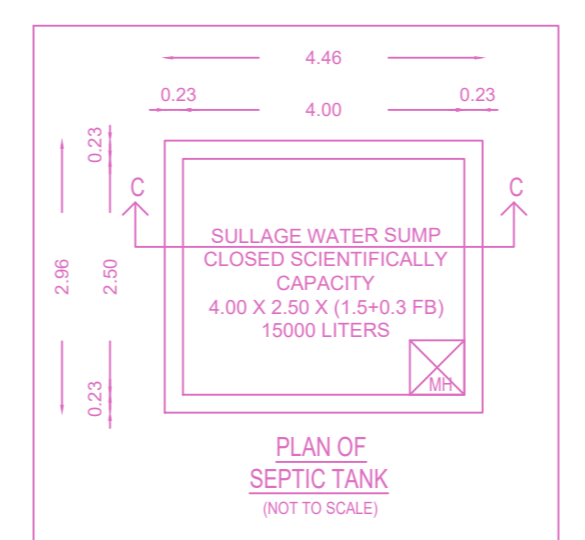 4.46
0.23
4.00
0.23
0.23
C
C
2.96
2.50
SULLAGE WATER SUMP
CLOSED SCIENTIFICALLY
CAPACITY
4.00 X 2.50 X (1.5+0.3 FB)
15000 LITERS
0.23
MH
PLAN OF
SEPTIC TANK
(NOT TO SCALE)